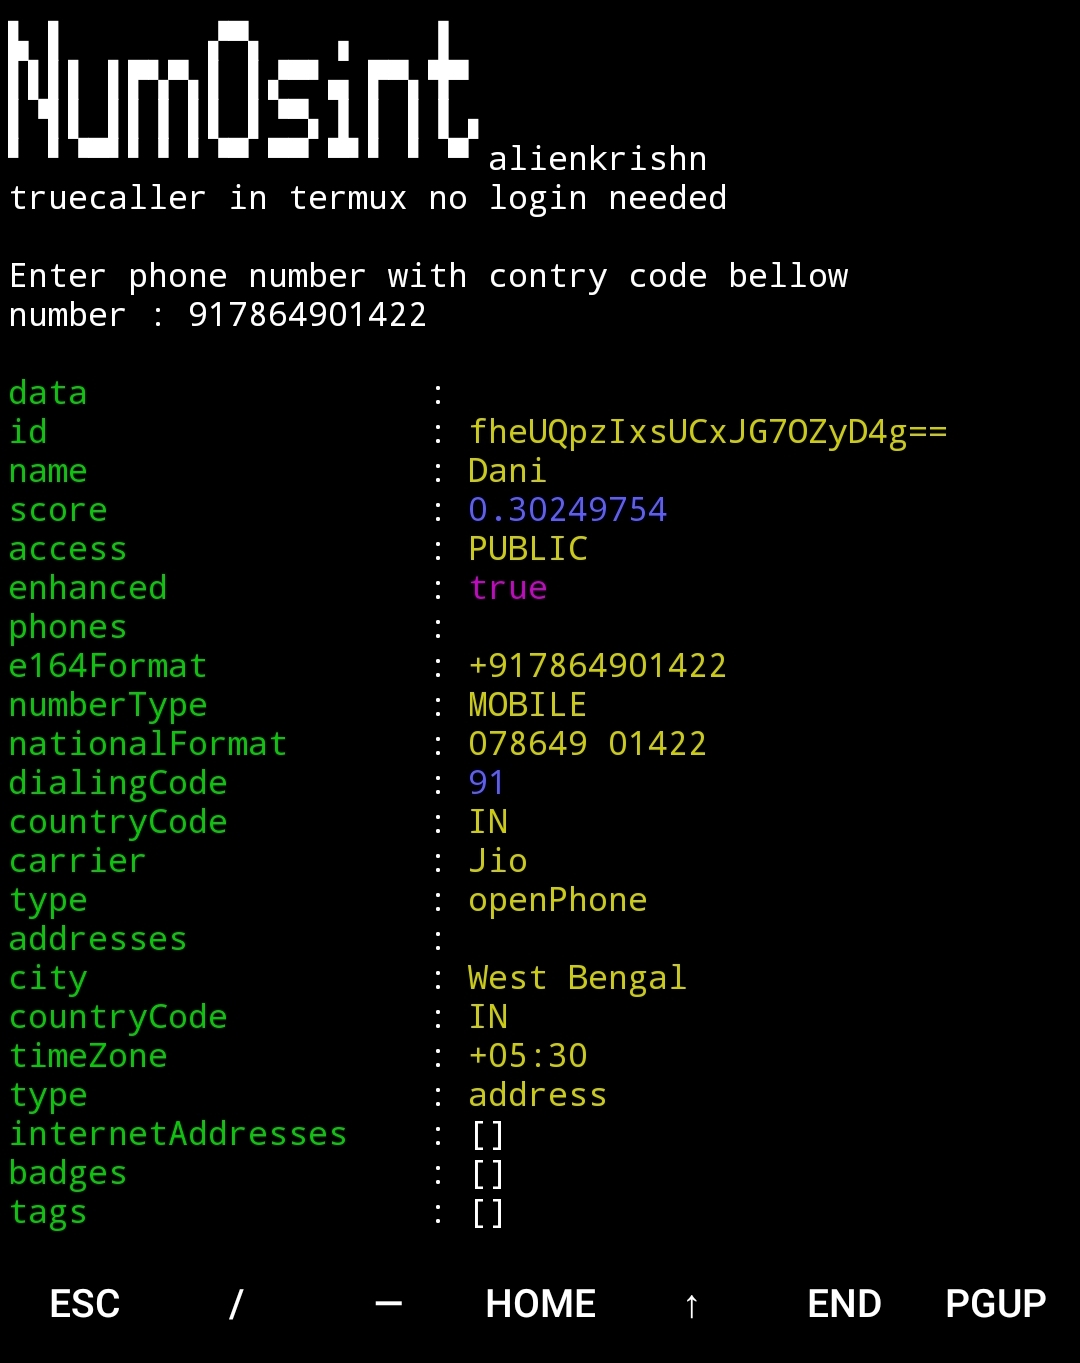 NumOsint alienkrishn
truecaller in termux no login needed
Enter phone number with contry code bellow
number : 917864901422
data :
id : fheUQpzIxsUCxJG7OZyD4g==
name : Dani
score : 0.30249754
access : PUBLIC
enhanced : true
phones :
e164Format : +917864901422
numberType : MOBILE
nationalFormat : 078649 01422
dialingCode : 91
countryCode : IN
carrier : Jio
type : openPhone
addresses :
city : West Bengal
countryCode : IN
timeZone : +05:30
type : address
internetAddresses : []
badges : []
tags : []
ESC / — HOME ↑ END PGUP